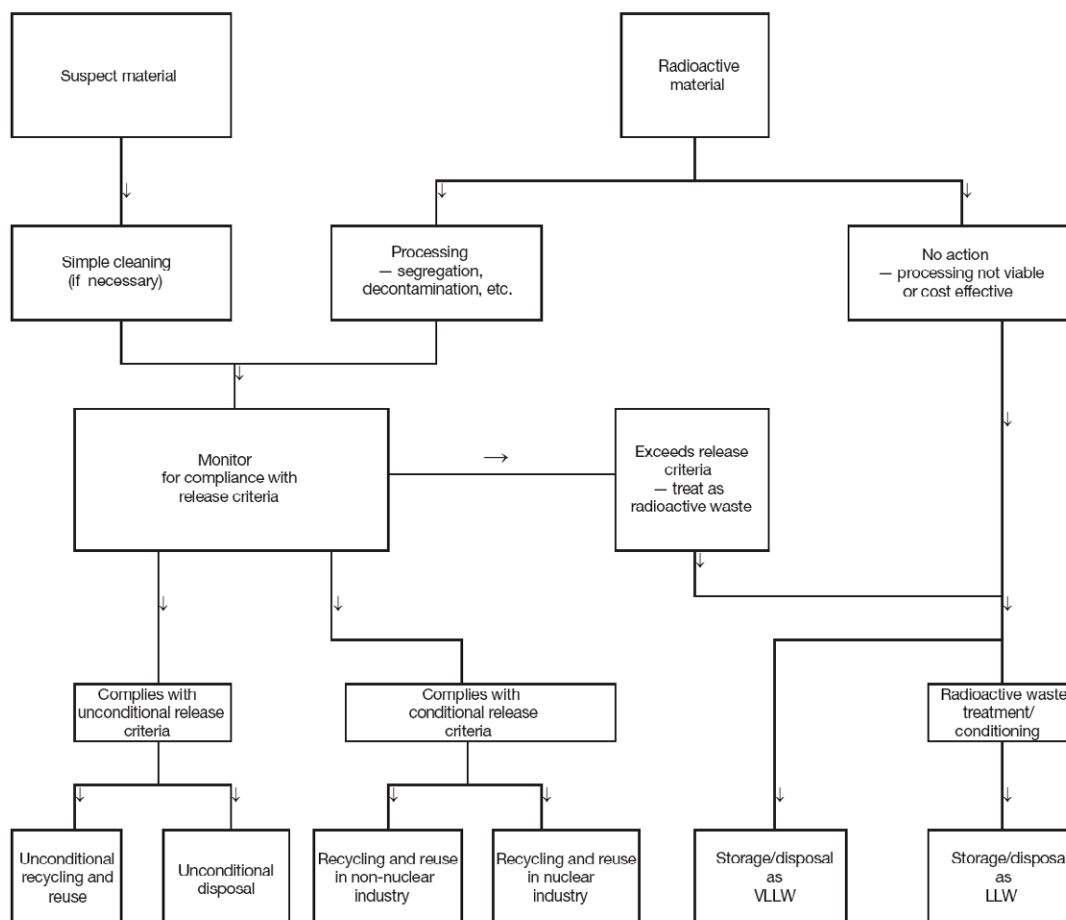 Suspect material
Radioactive
material
Simple cleaning
(if necessary)
Processing
— segregation,
decontamination, etc.
No action
— processing not viable
or cost effective
Monitor
for compliance with
release criteria
Exceeds release
criteria
— treat as
radioactive waste
Complies with
unconditional release
criteria
Complies with
conditional release
criteria
Radioactive waste
treatment/
conditioning
Unconditional
recycling and
reuse
Unconditional
disposal
Recycling and reuse
in non-nuclear
industry
Recycling and reuse
in nuclear
industry
Storage/disposal
as
VLLW
Storage/disposal
as
LLW